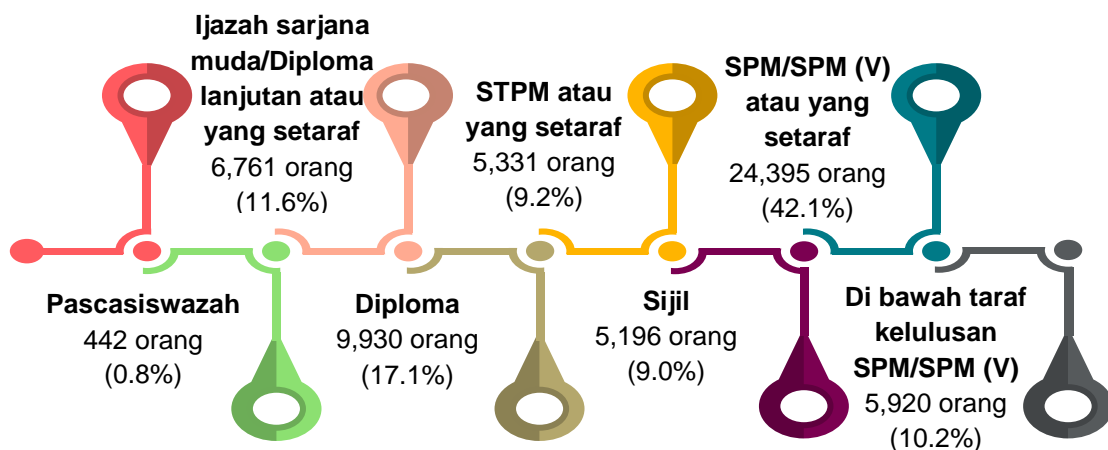 Ijazah sarjana
muda/Diploma
lanjutan atau
yang setaraf
6,761 orang
(11.6%)
STPM atau
yang setaraf
5,331 orang
(9.2%)
SPM/SPM (V)
atau yang
setaraf
24,395 orang
(42.1%)
Pascasiswazah
442 orang
(0.8%)
Diploma
9,930 orang
(17.1%)
Sijil
5,196 orang
(9.0%)
Di bawah taraf
kelulusan
SPM/SPM (V)
5,920 orang
(10.2%)